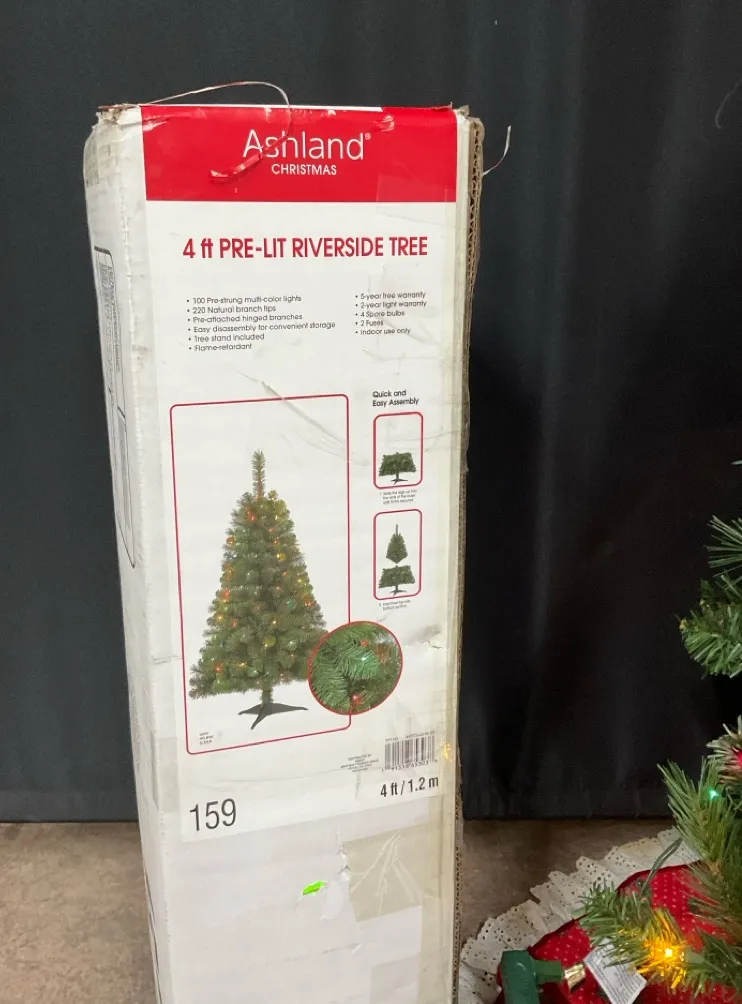 Ashland®
CHRISTMAS
4 ft PRE-LIT RIVERSIDE TREE
• 100 Pre-strung multi-color lights
• 220 Natural branch tips
• Pre-attached hinged branches
• Easy disassembly for convenient storage
• Tree stand included
• Flame-retardant
• 5-year tree warranty
• 2-year light warranty
• 4 Spare bulbs
• 2 Fuses
• Indoor use only
Quick and
Easy Assembly
4 ft / 1.2 m
159